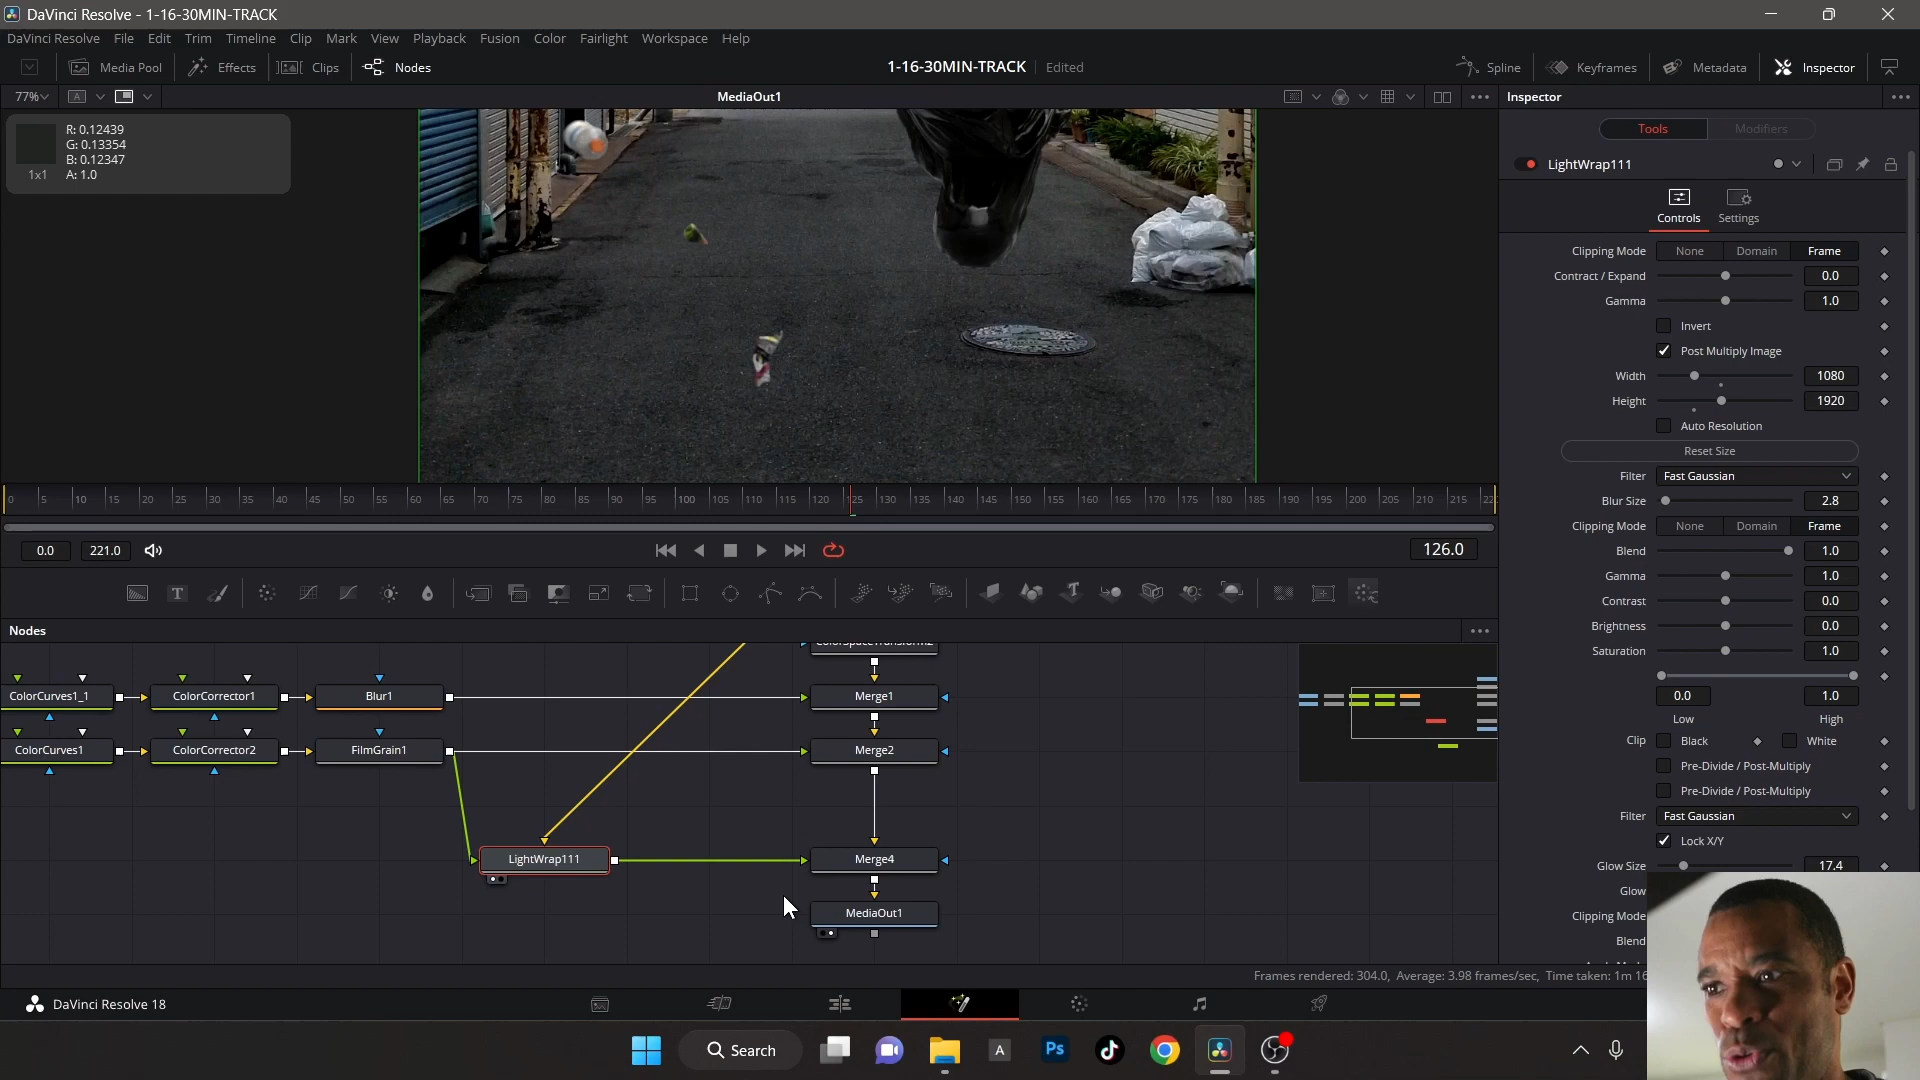 DaVinci Resolve - 1-16-30MIN-TRACK
DaVinci Resolve File Edit Trim Timeline Clip Mark View Playback Fusion Color Fairlight Workspace Help
Media Pool Effects Clips Nodes 1-16-30MIN-TRACK Edited Spline Keyframes Metadata Inspector
77% A MediaOut1 Inspector
R: 0.12439
G: 0.13354
B: 0.12347
1x1 A: 1.0
Tools Modifiers
LightWrap111
Controls Settings
Clipping Mode None Domain Frame
Contract / Expand 0.0
Gamma 1.0
Invert
Post Multiply Image
Width 1080
Height 1920
Auto Resolution
Reset Size
Filter Fast Gaussian
Blur Size 2.8
Clipping Mode None Domain Frame
Blend 1.0
Gamma 1.0
Contrast 0.0
Brightness 0.0
Saturation 1.0
0.0 1.0
Low High
Clip Black White
Pre-Divide / Post-Multiply
Pre-Divide / Post-Multiply
Filter Fast Gaussian
Lock X/Y
Glow Size 17.4
Glow
Clipping Mode
Blend
0 5 10 15 20 25 30 35 40 45 50 55 60 65 70 75 80 85 90 95 100 105 110 115 120 125 130 135 140 145 150 155 160 165 170 175 180 185 190 195 200 205 210 215 22
0.0 221.0 126.0
T
Nodes
ColorCurves1_1 ColorCorrector1 Blur1 Merge1
ColorCurves1 ColorCorrector2 FilmGrain1 Merge2
LightWrap111 Merge4
MediaOut1
Frames rendered: 304.0, Average: 3.98 frames/sec, Time taken: 1m 16
DaVinci Resolve 18
Search A Ps